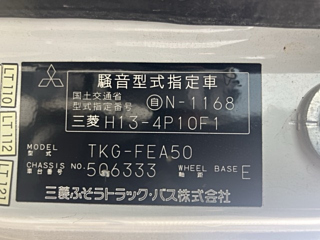 騒音型式指定車
国土交通省
型式指定番号 自N-1168
三菱 H13-4P10F1
MODEL 型式 TKG-FEA50
CHASSIS NO. 車台番号 506333 WHEEL BASE 軸距 E
三菱ふそうトラック・バス株式会社
LT110
LT112